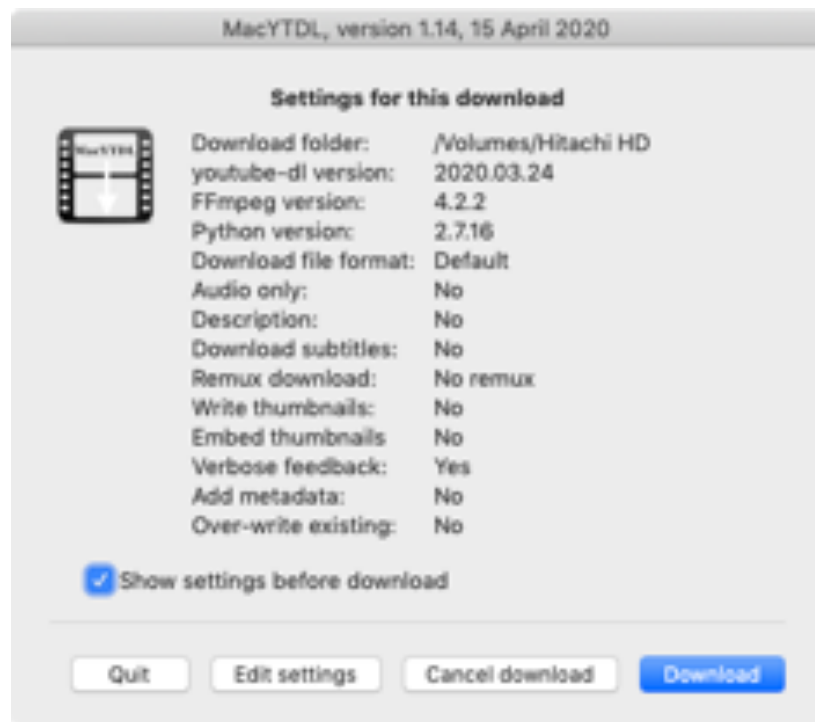 MacYTDL, version 1.14, 15 April 2020
Settings for this download
MacYTDL
Download folder: /Volumes/Hitachi HD
youtube-dl version: 2020.03.24
FFmpeg version: 4.2.2
Python version: 2.7.16
Download file format: Default
Audio only: No
Description: No
Download subtitles: No
Remux download: No remux
Write thumbnails: No
Embed thumbnails No
Verbose feedback: Yes
Add metadata: No
Over-write existing: No
Show settings before download
Quit Edit settings Cancel download Download